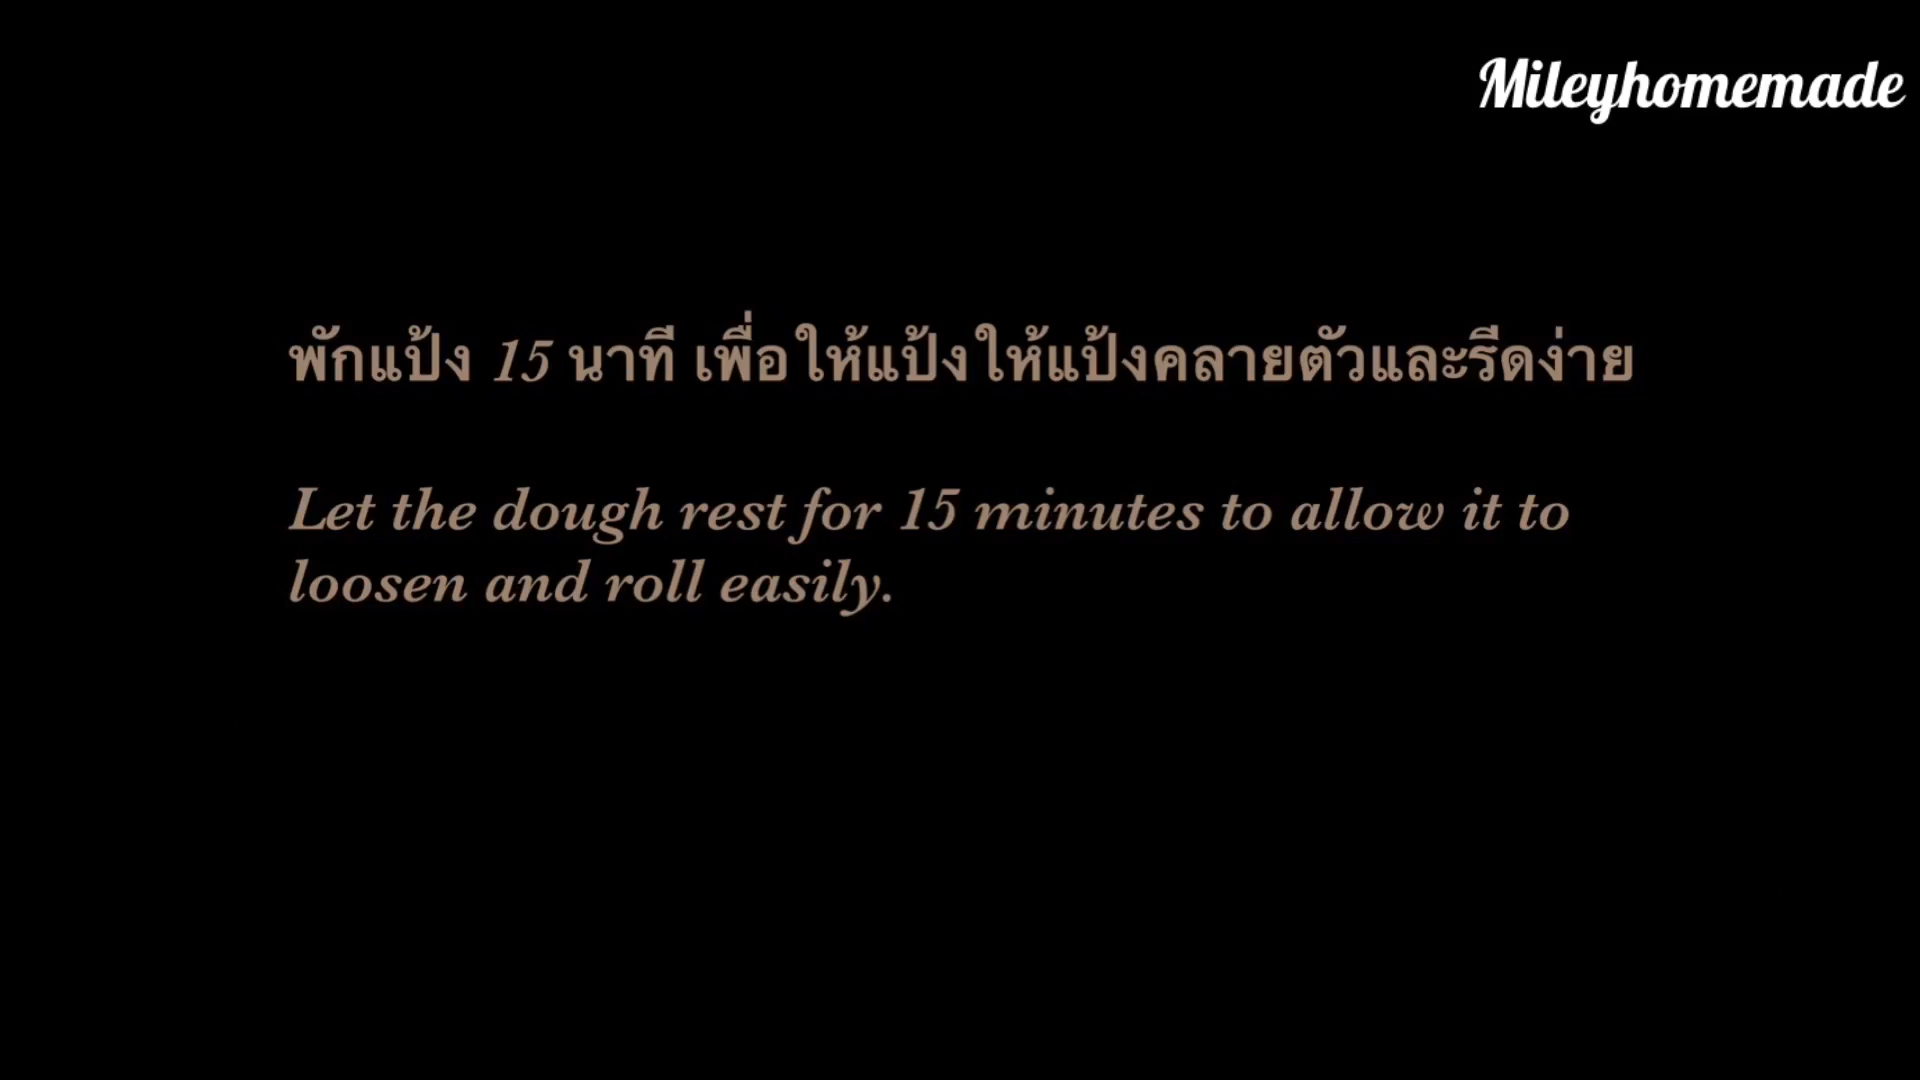 Mileyhomemade
พักแป้ง 15 นาที เพื่อให้แป้งให้แป้งคลายตัวและรีดง่าย
Let the dough rest for 15 minutes to allow it to
loosen and roll easily.